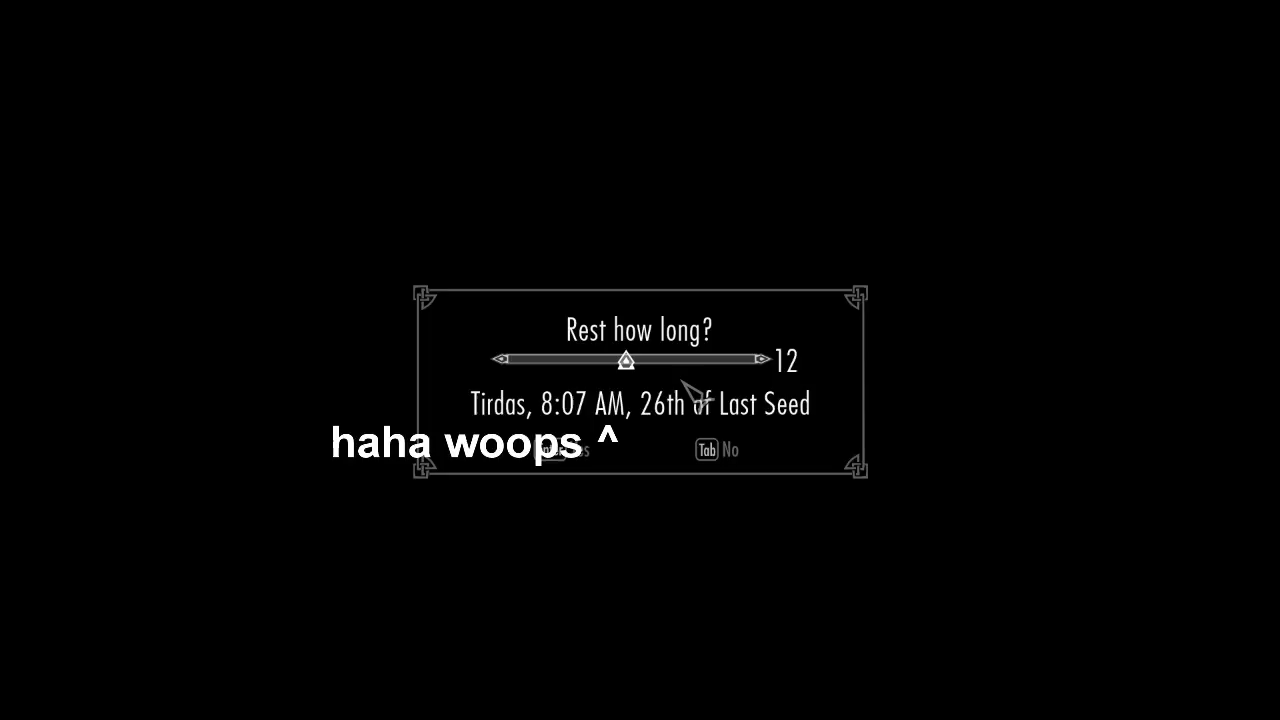 Rest how long?
12
Tirdas, 8:07 AM, 26th of Last Seed
haha woops ^
Tab No